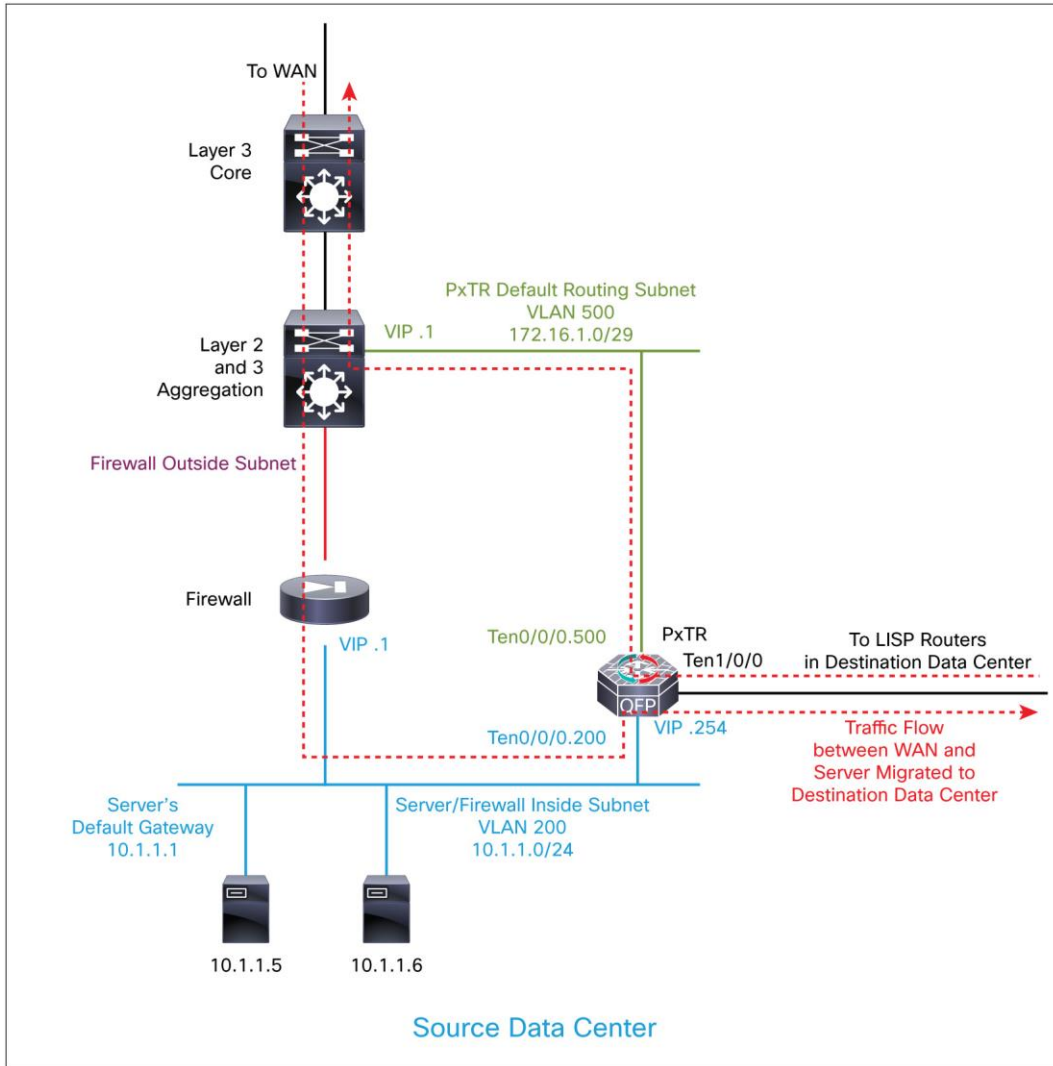 To WAN
Layer 3
Core
PxTR Default Routing Subnet
VLAN 500
172.16.1.0/29
VIP .1
Layer 2
and 3
Aggregation
Firewall Outside Subnet
Firewall
VIP .1
Ten0/0/0.500
PxTR
Ten1/0/0
To LISP Routers
in Destination Data Center
QFP
VIP .254
Ten0/0/0.200
Traffic Flow
between WAN and
Server Migrated to
Destination Data Center
Server's
Default Gateway
10.1.1.1
Server/Firewall Inside Subnet
VLAN 200
10.1.1.0/24
10.1.1.5
10.1.1.6
Source Data Center